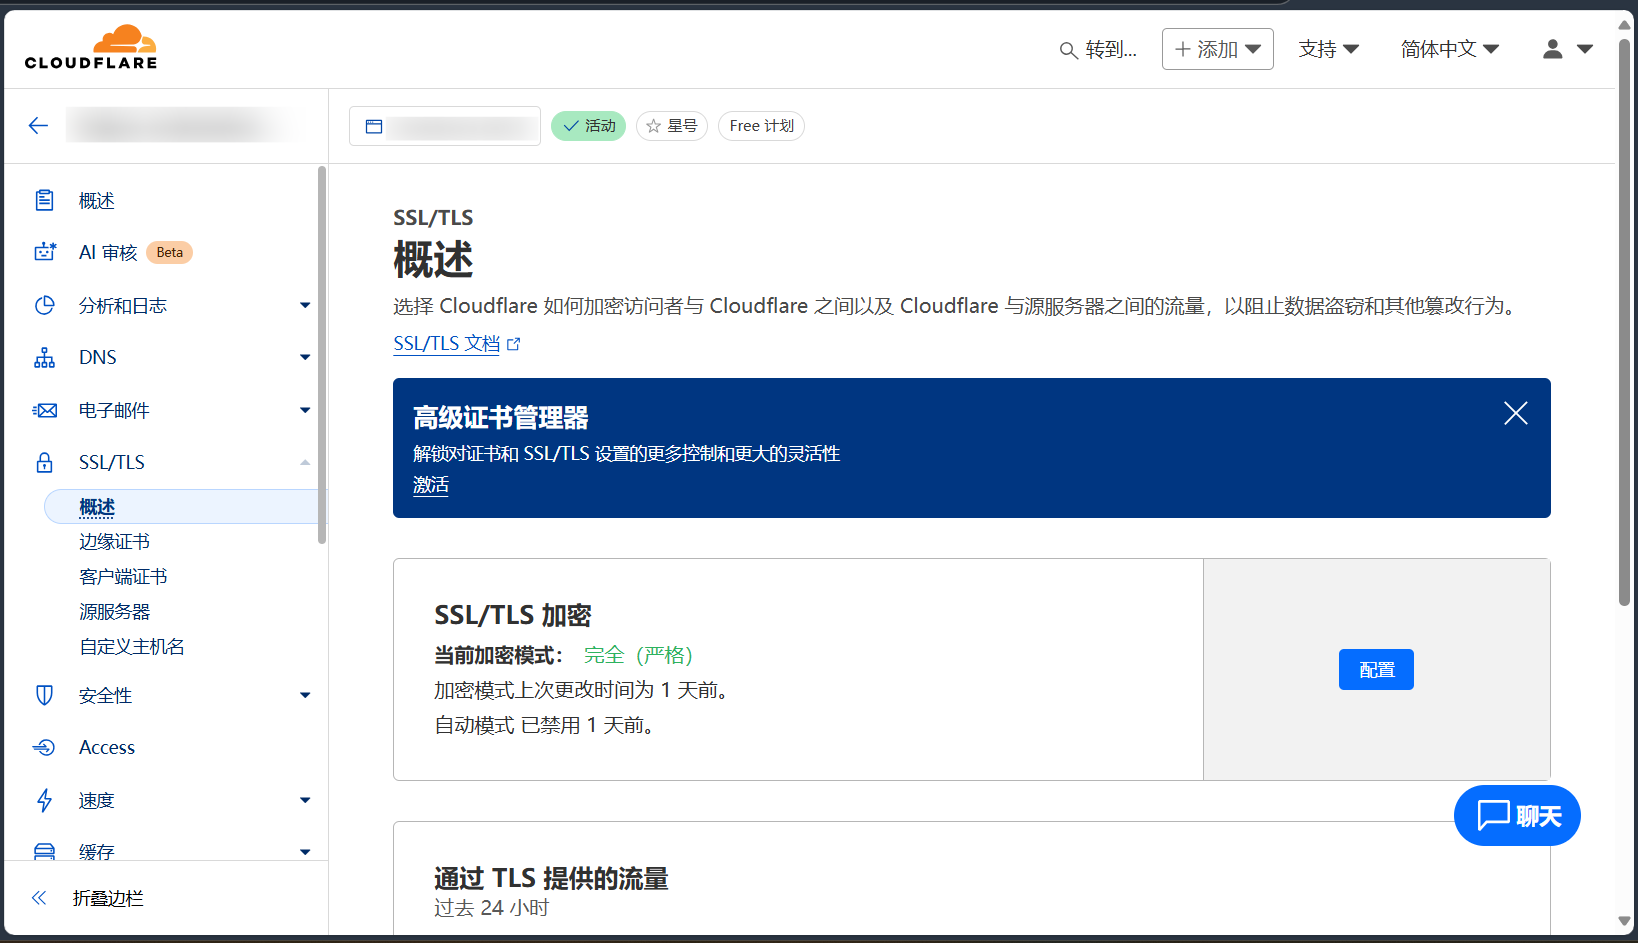 CLOUDFLARE
转到...
添加
支持
简体中文
活动
星号
Free 计划
概述
AI 审核 Beta
分析和日志
DNS
电子邮件
SSL/TLS
概述
边缘证书
客户端证书
源服务器
自定义主机名
安全性
Access
速度
缓存
折叠边栏
SSL/TLS
概述
选择 Cloudflare 如何加密访问者与 Cloudflare 之间以及 Cloudflare 与源服务器之间的流量，以阻止数据盗窃和其他篡改行为。
SSL/TLS 文档
高级证书管理器
解锁对证书和 SSL/TLS 设置的更多控制和更大的灵活性
激活
SSL/TLS 加密
当前加密模式： 完全（严格）
加密模式上次更改时间为 1 天前。
自动模式 已禁用 1 天前。
配置
聊天
通过 TLS 提供的流量
过去 24 小时